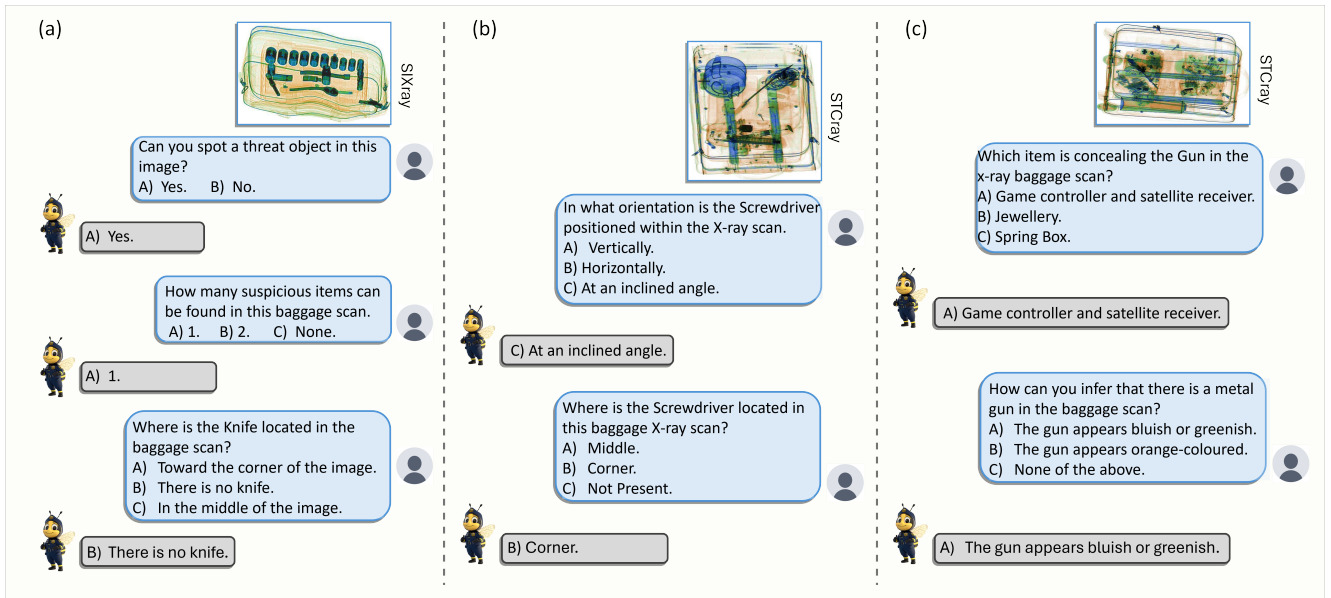 (a)
SIXray
Can you spot a threat object in this
image?
A) Yes. B) No.
A) Yes.
How many suspicious items can
be found in this baggage scan.
A) 1. B) 2. C) None.
A) 1.
Where is the Knife located in the
baggage scan?
A) Toward the corner of the image.
B) There is no knife.
C) In the middle of the image.
B) There is no knife.
(b)
STCray
In what orientation is the Screwdriver
positioned within the X-ray scan.
A) Vertically.
B) Horizontally.
C) At an inclined angle.
C) At an inclined angle.
Where is the Screwdriver located in
this baggage X-ray scan?
A) Middle.
B) Corner.
C) Not Present.
B) Corner.
(c)
STCray
Which item is concealing the Gun in the
x-ray baggage scan?
A) Game controller and satellite receiver.
B) Jewellery.
C) Spring Box.
A) Game controller and satellite receiver.
How can you infer that there is a metal
gun in the baggage scan?
A) The gun appears bluish or greenish.
B) The gun appears orange-coloured.
C) None of the above.
A) The gun appears bluish or greenish.